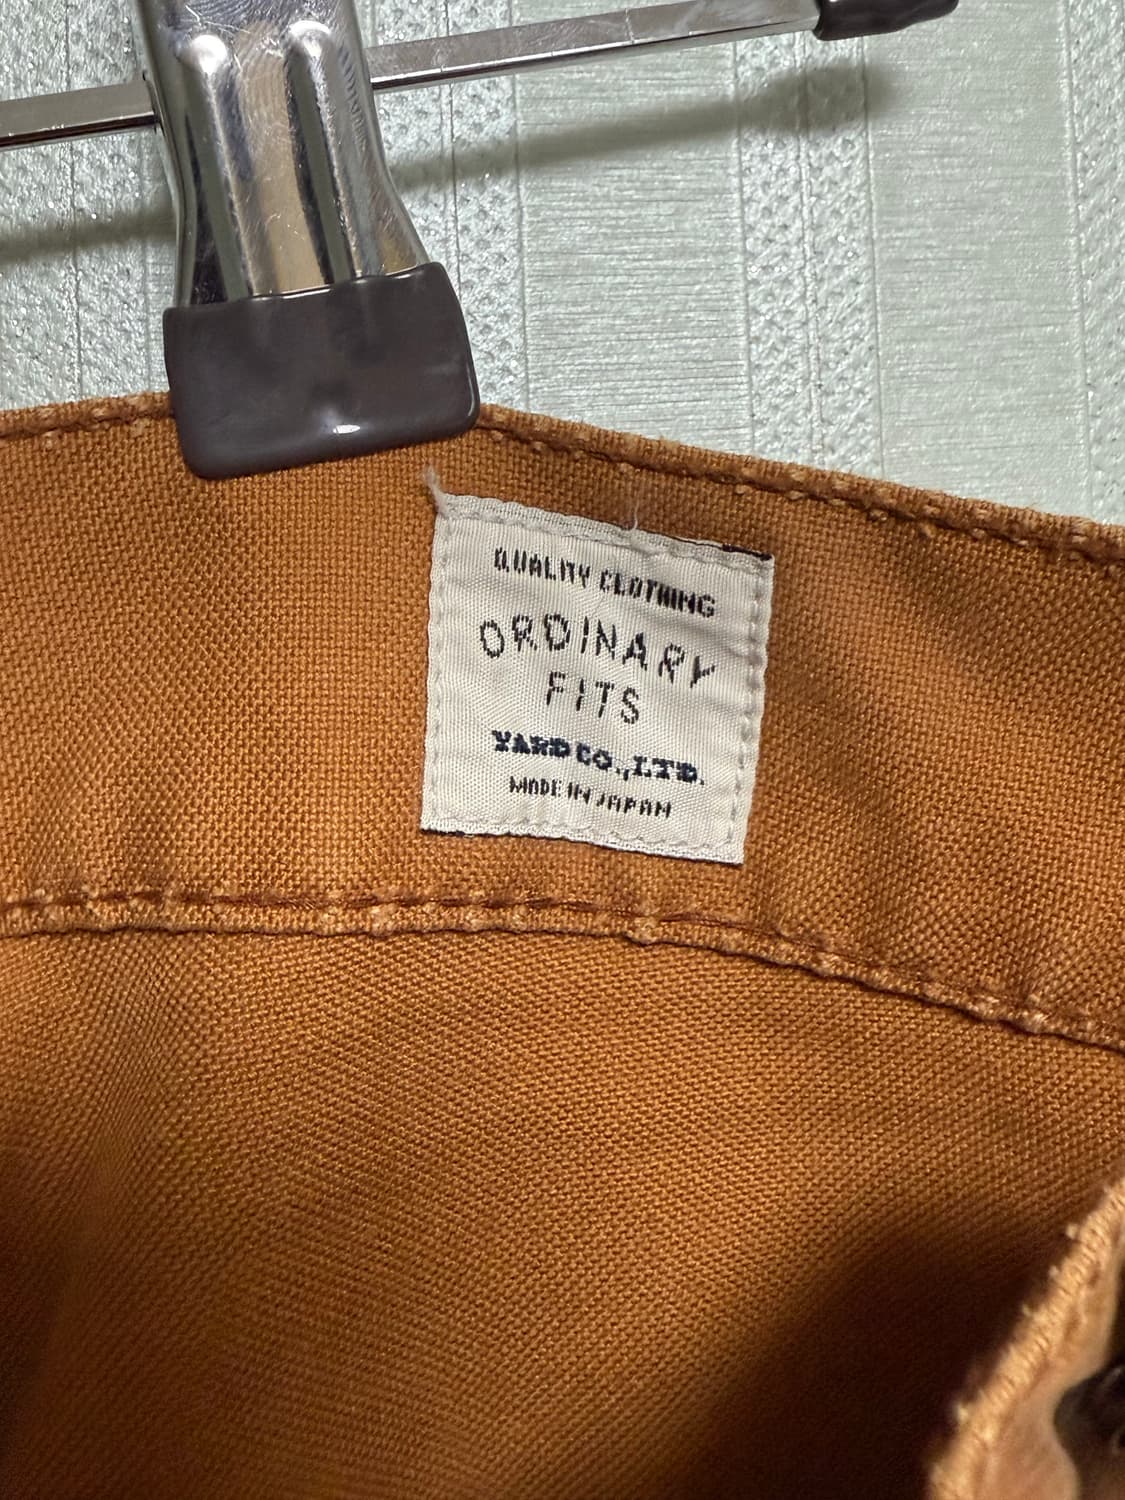 QUALITY CLOTHING
ORDINARY
FITS
YARD CO.,LTD.
MADE IN JAPAN